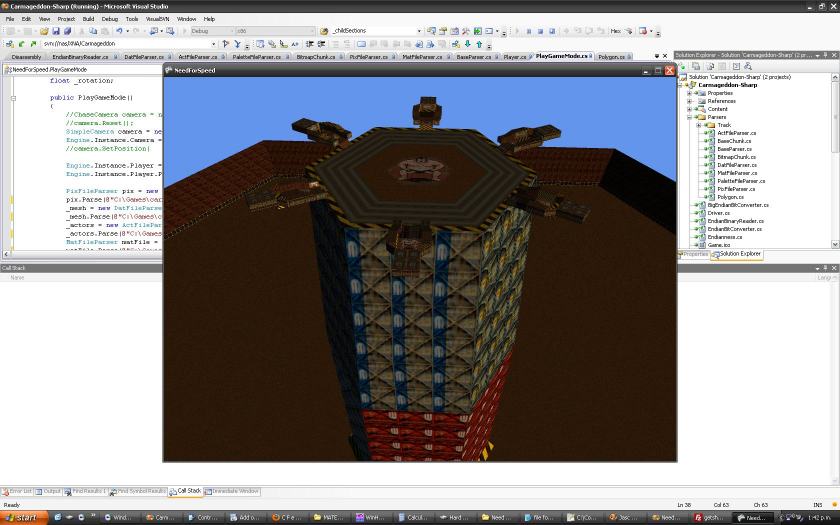 Carmageddon-Sharp (Running) - Microsoft Visual Studio
File Edit View Project Build Debug Tools VisualSVN Window Help
Debug x86 _childSections Hex
svn://nas/XNA/Carmageddon
Disassembly EndianBinaryReader.cs NonCar.cs ActFileParser.cs PaletteFileParser.cs BitmapChunk.cs PixFileParser.cs DatFileParser.cs MatFileParser.cs BaseParser.cs Player.cs PlayGameMode.cs Polygon.cs
Solution Explorer - Solution 'Carmageddon-Sharp' (2 projects)
NeedForSpeed.PlayGameMode
NeedForSpeed
float _rotation;
public PlayGameMode()
{
//ChaseCamera camera = n
//camera.Reset();
SimpleCamera camera = ne
Engine.Instance.Camera =
//camera.SetPosition(
Engine.Instance.Player =
Engine.Instance.Player.P
PixFileParser pix = new
pix.Parse(@"C:\Games\car
_mesh = new DatFileParse
_mesh.Parse(@"C:\Games\c
_actors = new ActFilePar
_actors.Parse(@"C:\Games
MatFileParser matFile =
Solution 'Carmageddon-Sharp' (2 projects)
Carmageddon-Sharp
Properties
References
Content
Parsers
Track
ActFileParser.cs
BaseChunk.cs
BaseParser.cs
BitmapChunk.cs
DatFileParser.cs
MatFileParser.cs
PaletteFileParser.cs
PixFileParser.cs
Polygon.cs
BigEndianBitConverter.cs
Driver.cs
EndianBinaryReader.cs
EndianBitConverter.cs
Endianness.cs
Game.ico
Properties Solution Explorer
Call Stack
Name
Error List Output Find Results 1 Find Symbol Results Call Stack Immediate Window
Ready Ln 38 Col 63 Ch 63 INS
start Wind... Carm... Contr... Add o... C F e... MATE... WinH... Calcul... Hard ... Need ... file fo... C:\Co... Jasc ... Need... getsh... Need... 1:42 p.m.